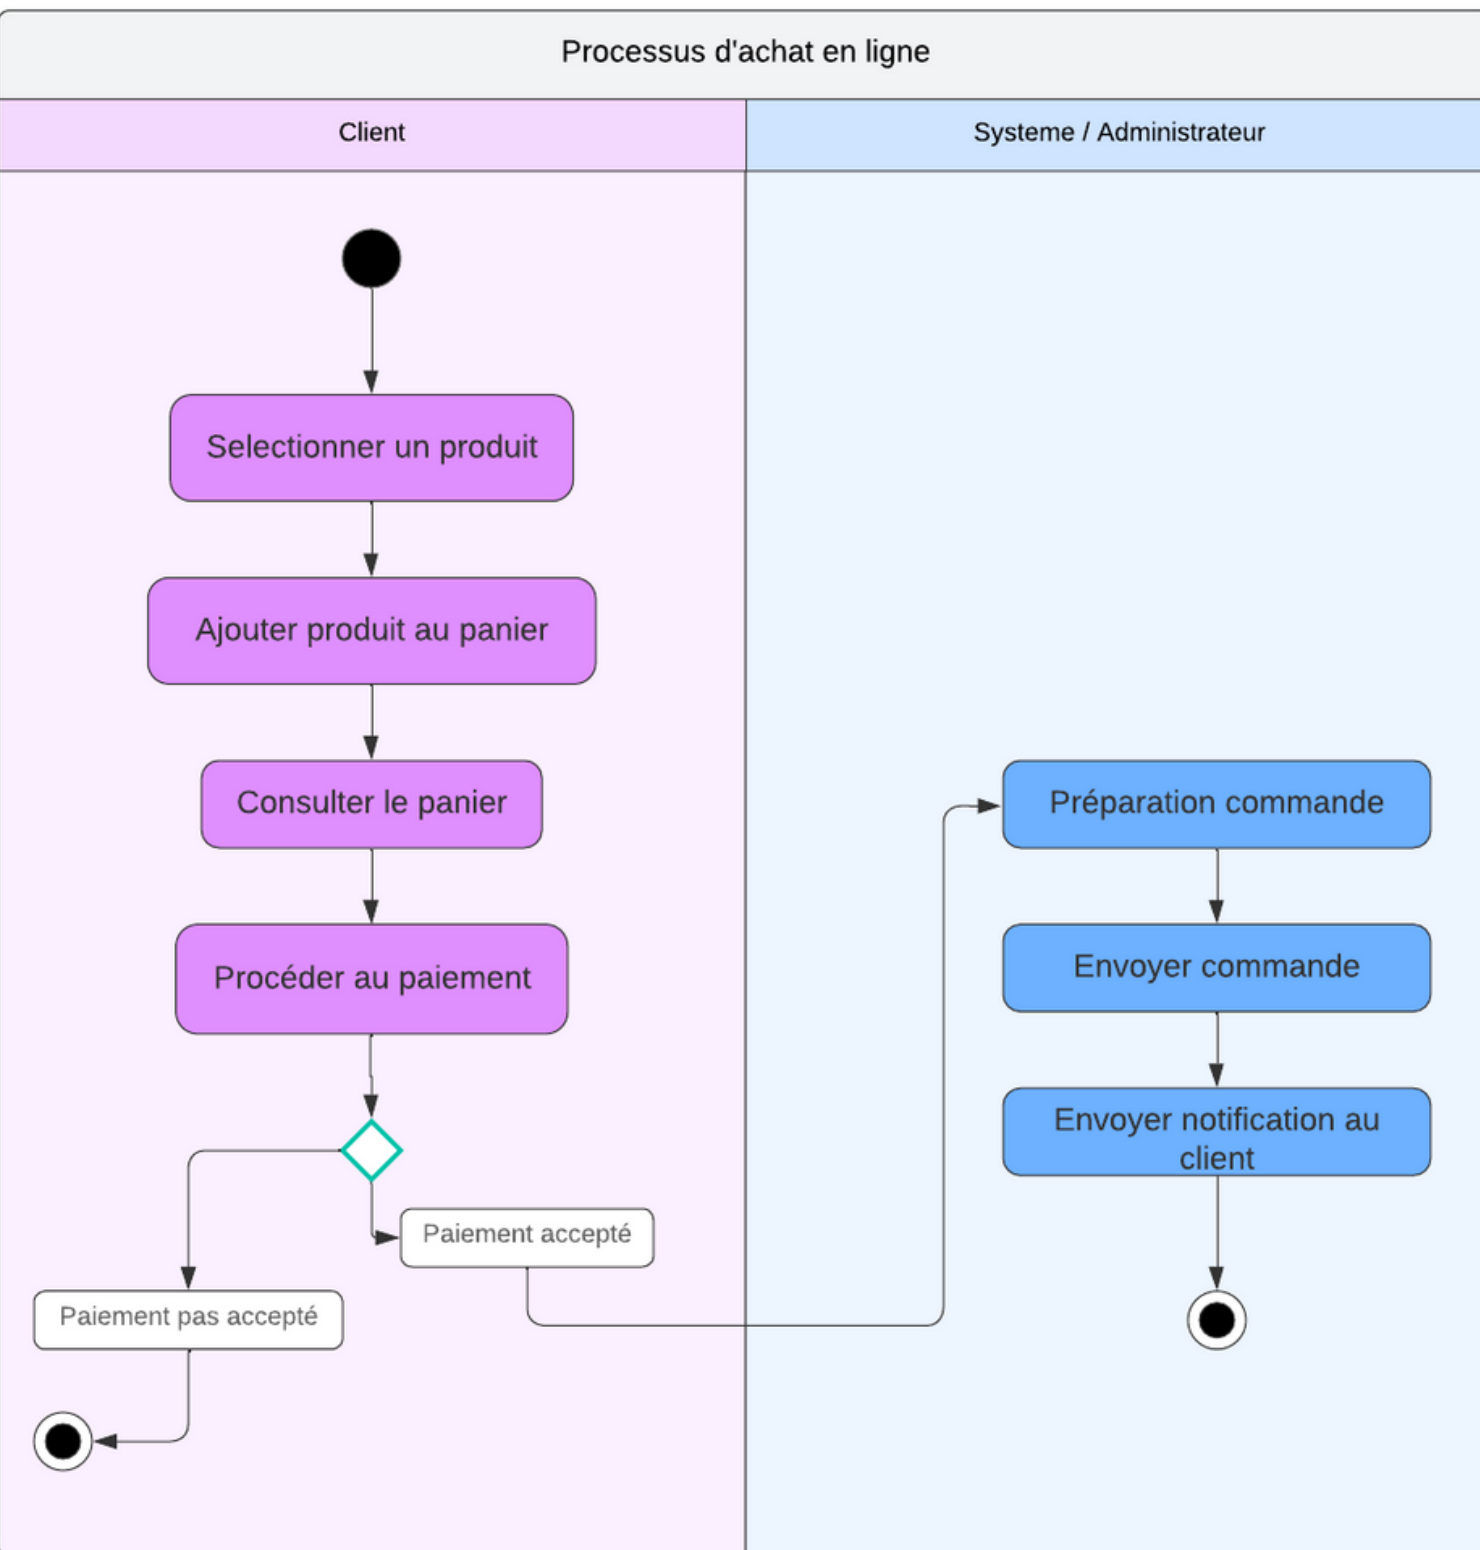 Processus d'achat en ligne
Client
Systeme / Administrateur
Selectionner un produit
Ajouter produit au panier
Consulter le panier
Procéder au paiement
Paiement accepté
Paiement pas accepté
Préparation commande
Envoyer commande
Envoyer notification au
client